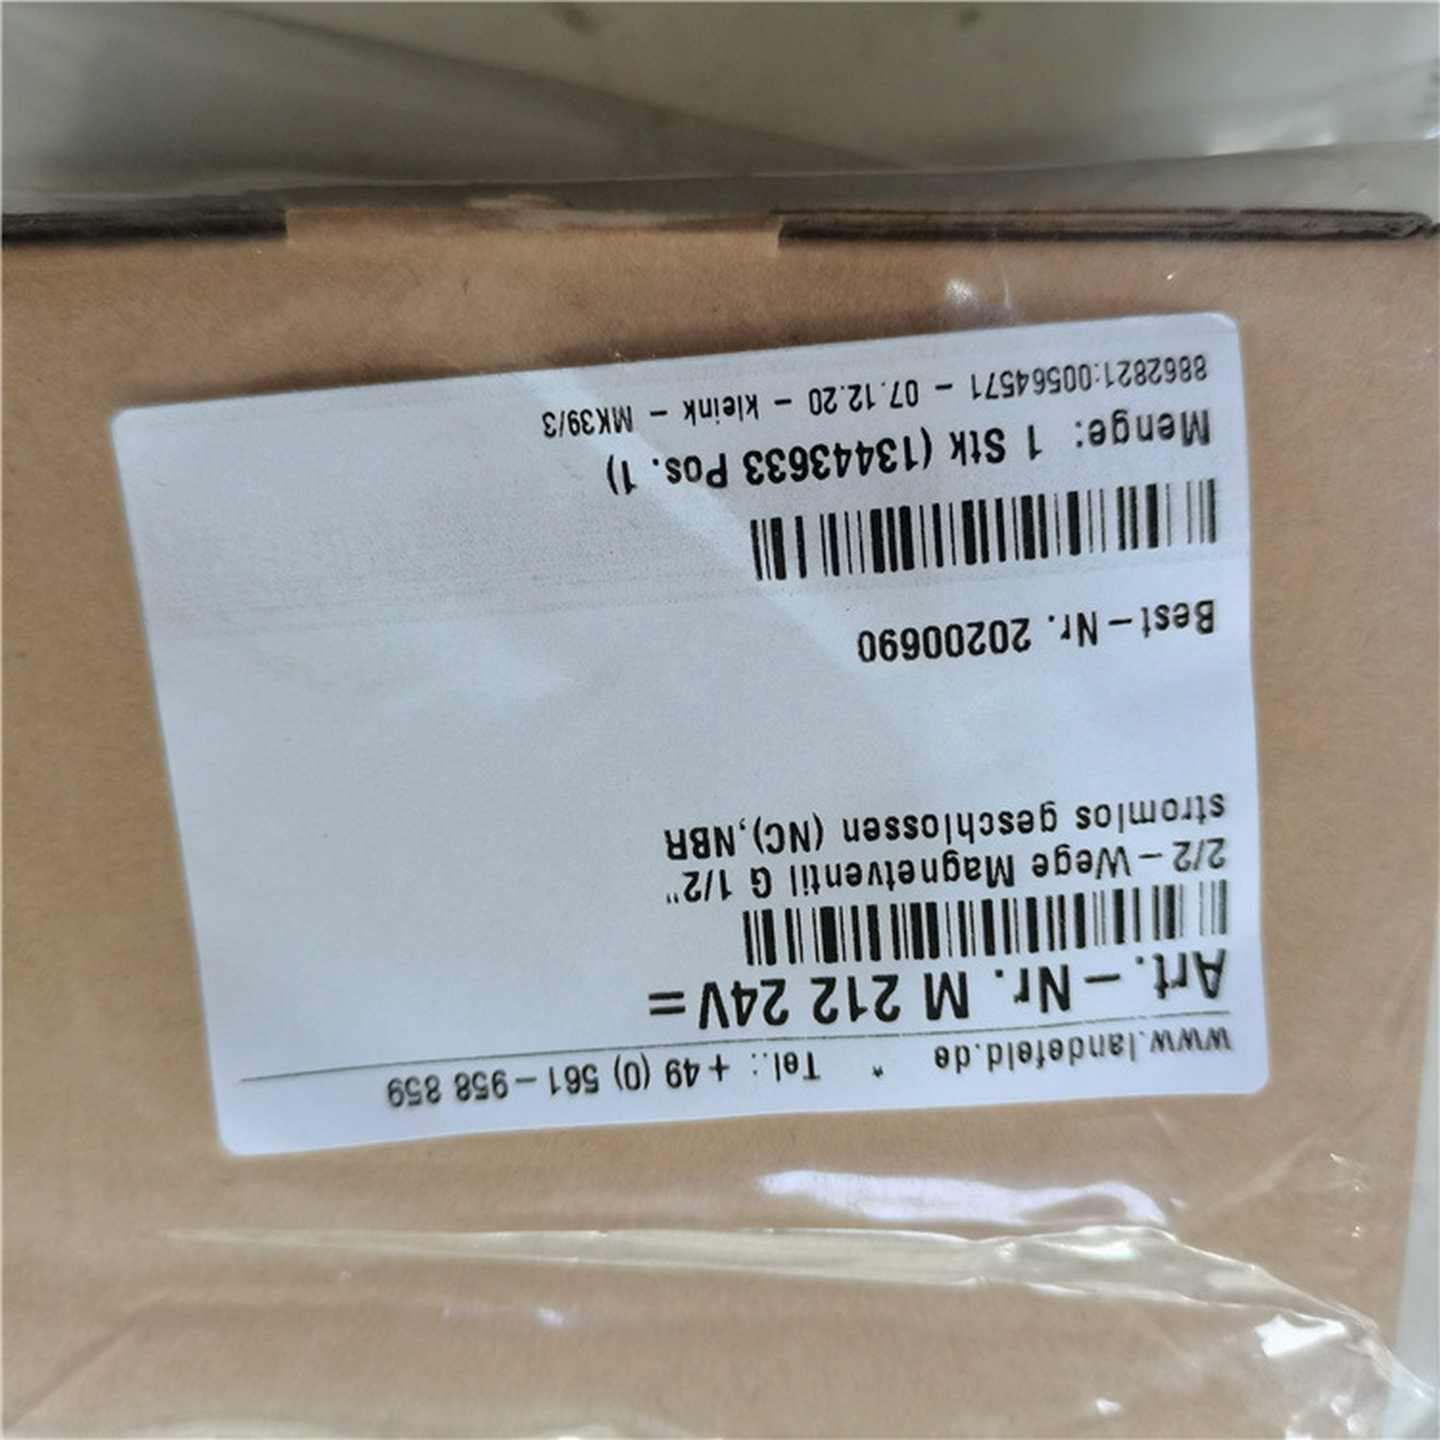 www.landefeld.de * Tel.: +49 (0) 561-958 859
Art.-Nr. M 212 24V=
2/2-Wege Magnetventil G 1/2"
stromlos geschlossen (NC),NBR
Best-Nr. 20200690
Menge: 1 Stk (13443633 Pos. 1)
8862821:00564571 - 07.12.20 - kleink - MK39/3